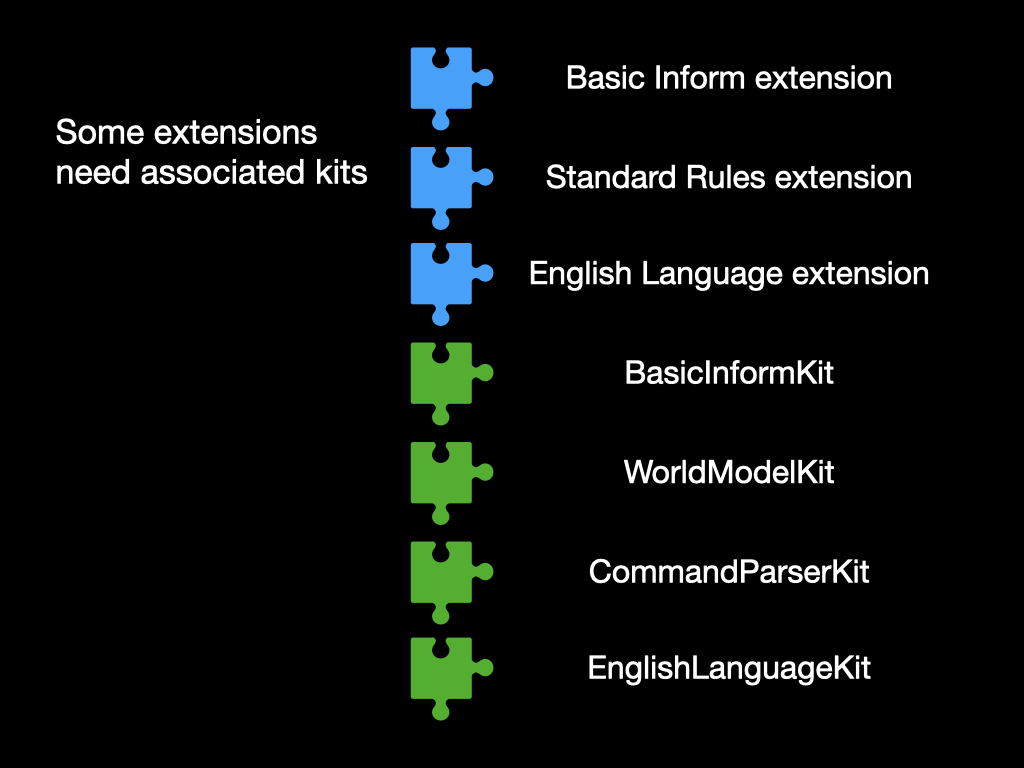 Some extensions
need associated kits
Basic Inform extension
Standard Rules extension
English Language extension
BasicInformKit
WorldModelKit
CommandParserKit
EnglishLanguageKit